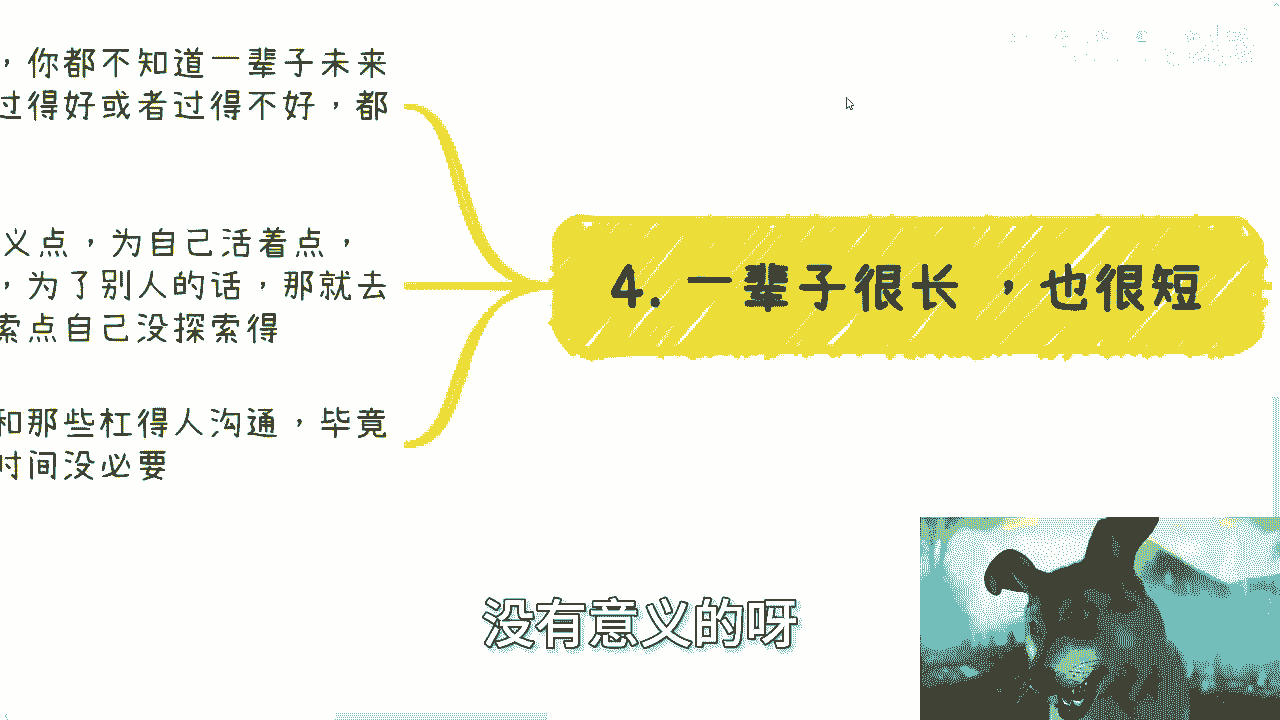 ，你都不知道一辈子未来
过得好或者过得不好，都
义点，为自己活着点，
，为了别人的话，那就去
索点自己没探索得
和那些杠得人沟通，毕竟
时间没必要
4. 一辈子很长 ，也很短
没有意义的呀